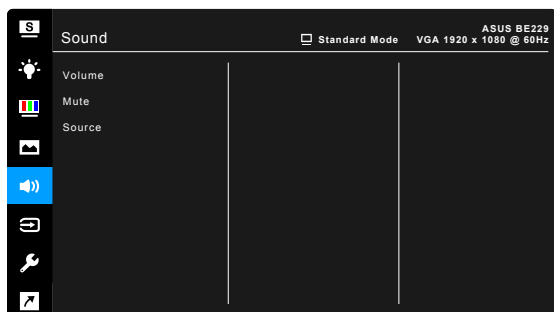 S
Sound
Standard Mode
ASUS BE229
VGA 1920 x 1080 @ 60Hz
Volume
Mute
Source